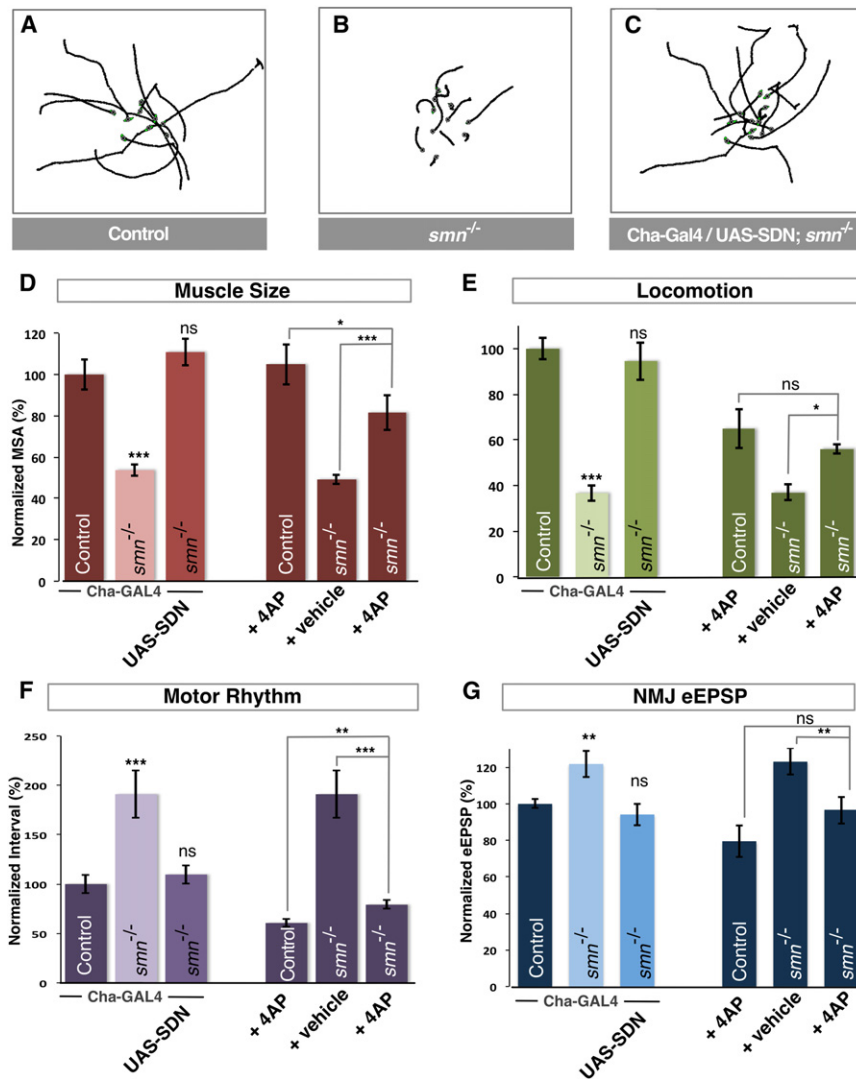 A
B
C
Control
smn-/-
Cha-Gal4 / UAS-SDN; smn-/-
D
Muscle Size
Normalized MSA (%)
120
100
80
60
40
20
0
***
ns
*
***
Control
smn-/-
smn-/-
Control
smn-/-
smn-/-
Cha-GAL4
UAS-SDN
+ 4AP
+ vehicle
+ 4AP
E
Locomotion
Normalized (%)
100
80
60
40
20
0
***
ns
ns
*
Control
smn-/-
smn-/-
Control
smn-/-
smn-/-
Cha-GAL4
UAS-SDN
+ 4AP
+ vehicle
+ 4AP
F
Motor Rhythm
Normalized Interval (%)
250
200
150
100
50
0
***
ns
**
***
Control
smn-/-
smn-/-
Control
smn-/-
smn-/-
Cha-GAL4
UAS-SDN
+ 4AP
+ vehicle
+ 4AP
G
NMJ eEPSP
Normalized eEPSP (%)
120
100
80
60
40
20
0
**
ns
ns
**
Control
smn-/-
smn-/-
Control
smn-/-
smn-/-
Cha-GAL4
UAS-SDN
+ 4AP
+ vehicle
+ 4AP